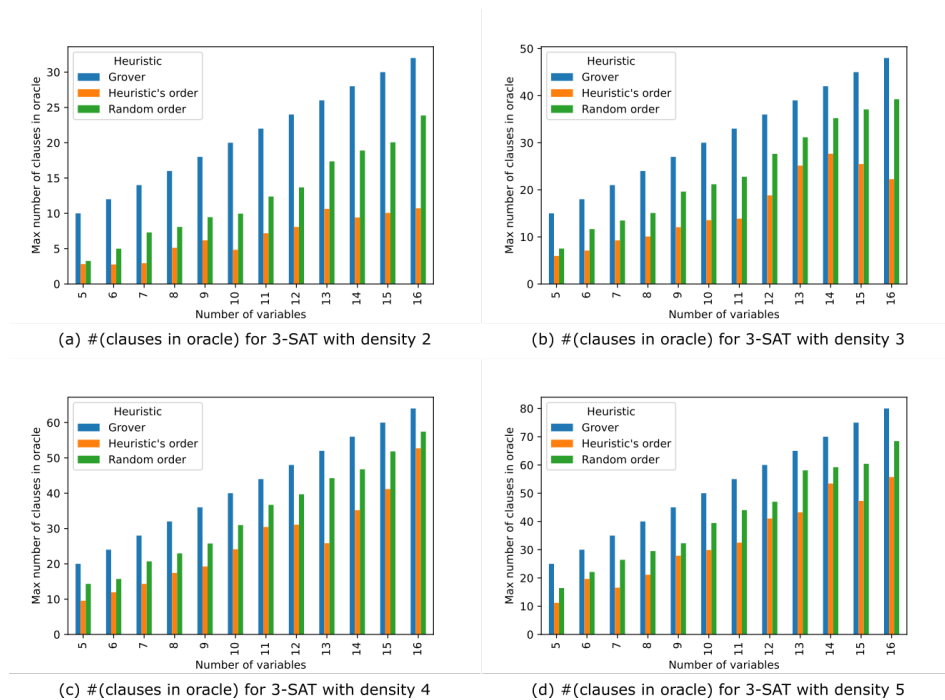 Heuristic
Grover
Heuristic's order
Random order
Max number of clauses in oracle
30
25
20
15
10
5
0
5 6 7 8 9 10 11 12 13 14 15 16
Number of variables
(a) #(clauses in oracle) for 3-SAT with density 2
Heuristic
Grover
Heuristic's order
Random order
Max number of clauses in oracle
50
40
30
20
10
0
5 6 7 8 9 10 11 12 13 14 15 16
Number of variables
(b) #(clauses in oracle) for 3-SAT with density 3
Heuristic
Grover
Heuristic's order
Random order
Max number of clauses in oracle
60
50
40
30
20
10
0
5 6 7 8 9 10 11 12 13 14 15 16
Number of variables
(c) #(clauses in oracle) for 3-SAT with density 4
Heuristic
Grover
Heuristic's order
Random order
Max number of clauses in oracle
80
70
60
50
40
30
20
10
0
5 6 7 8 9 10 11 12 13 14 15 16
Number of variables
(d) #(clauses in oracle) for 3-SAT with density 5